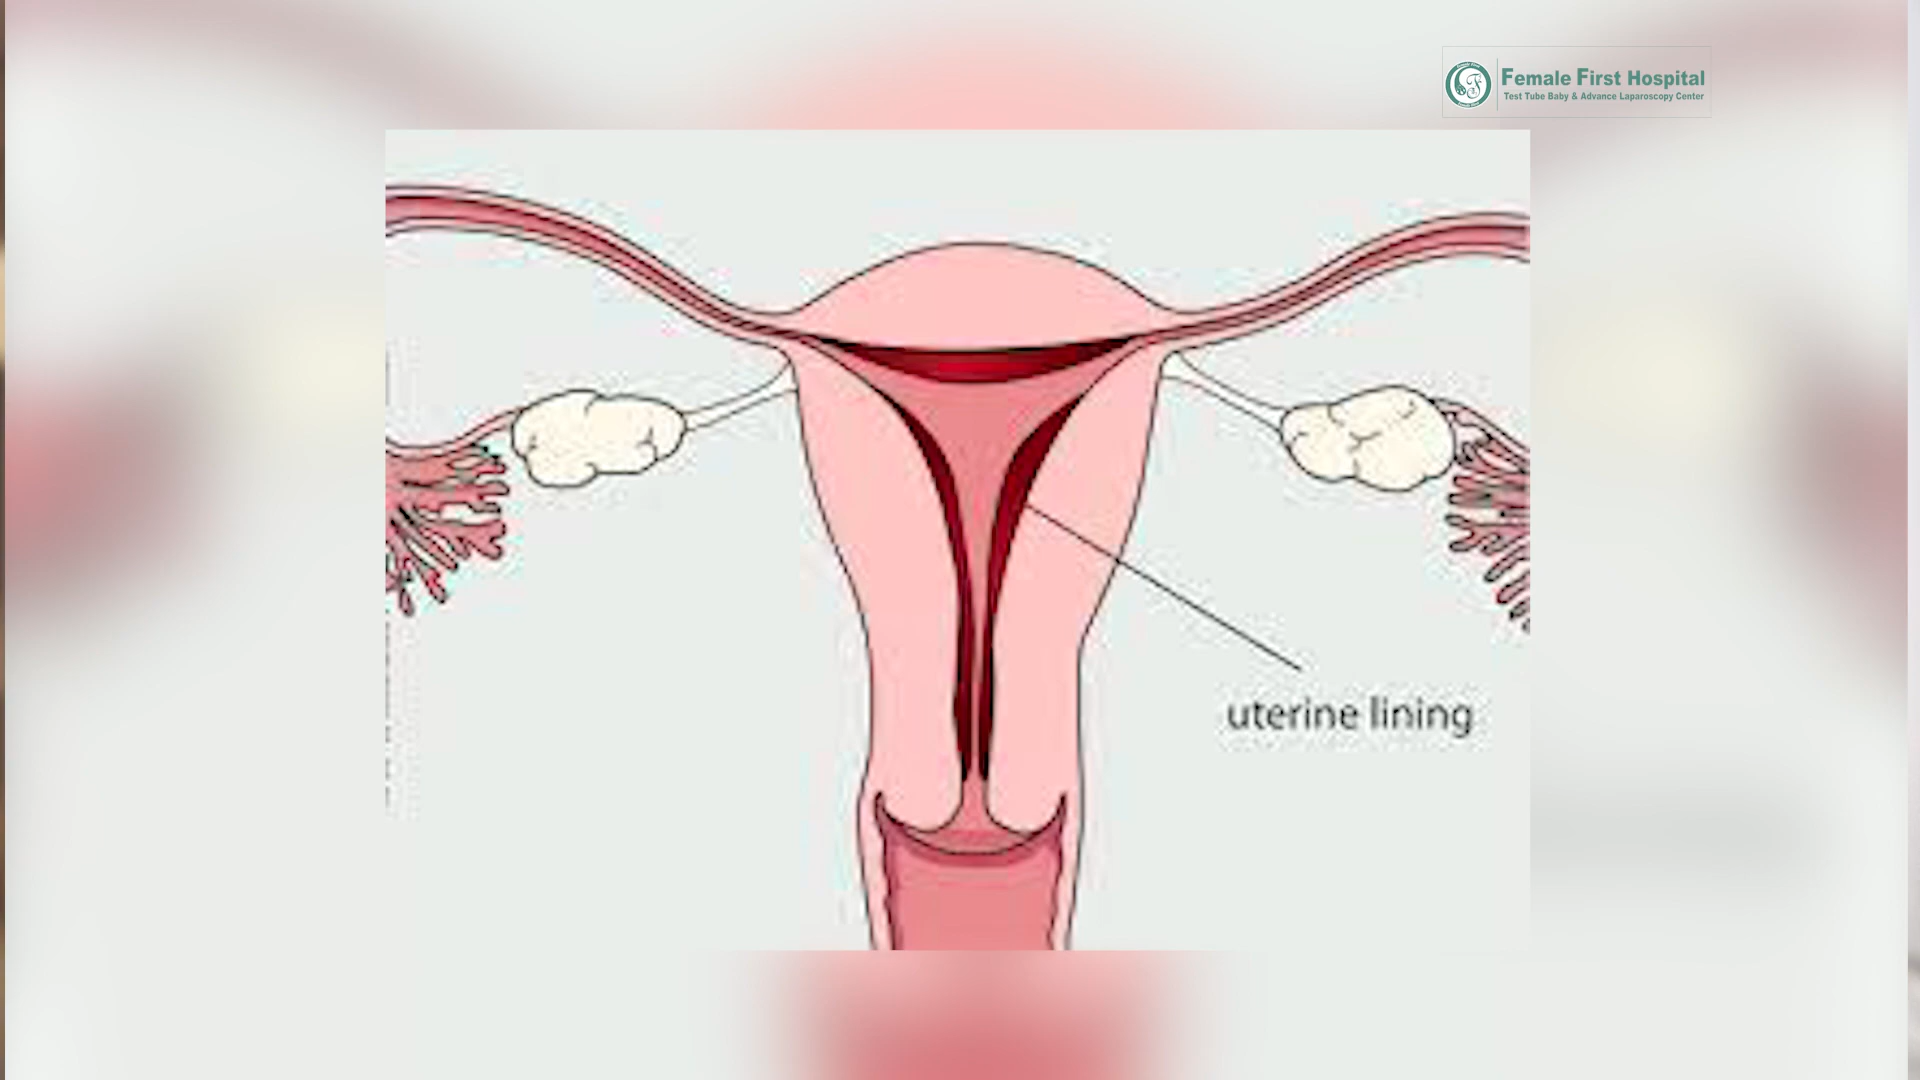 Female First Hospital
Test Tube Baby & Advance Laparoscopy Center
uterine lining